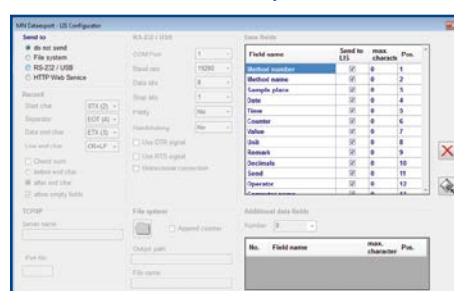 MN Dataexport - LIS Configurator
Send to
do not send
File system
RS-232 / USB
HTTP Web Service
Record
Start char STX (2)
Separator EOT (4)
Data end char ETX (3)
Line end char CR+LF
Check sum
before end char
after end char
allow empty fields
TCP/IP
Server name
Port No.
RS-232 / USB
COM Port 1
Baud rate 19200
Data bits 8
Stop bits 1
Parity No
Handshaking No
Use DTR signal
Use RTS signal
Bidirectional connection
File system
Append counter
Output path
File name
Data fields
Field name Send to LIS max. charact Pos.
Method number 0 1
Method name 0 2
Sample place 0 3
Date 0 4
Time 0 5
Counter 0 6
Value 0 7
Unit 0 8
Remark 0 9
Decimals 0 10
Send 0 11
Operator 0 12
Additional data fields
Number 0
No. Field name max. character Pos.